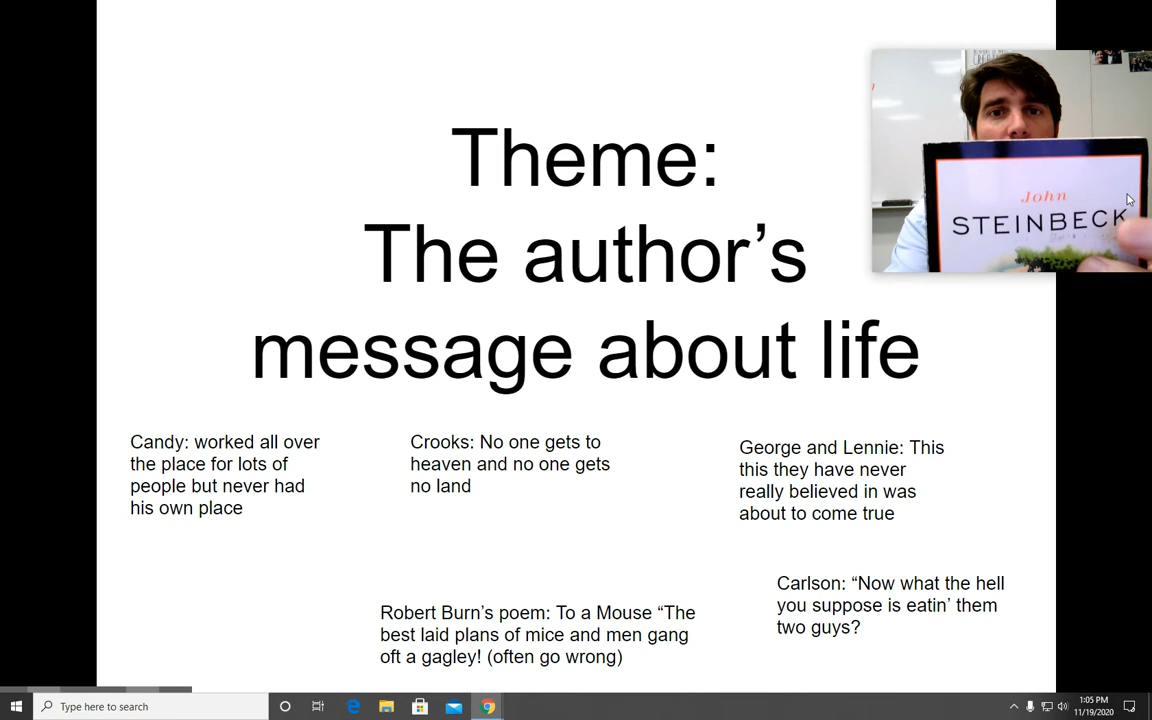 Theme:
The author's
message about life
John
STEINBECK
Candy: worked all over
the place for lots of
people but never had
his own place
Crooks: No one gets to
heaven and no one gets
no land
George and Lennie: This
this they have never
really believed in was
about to come true
Robert Burn's poem: To a Mouse “The
best laid plans of mice and men gang
oft a gagley! (often go wrong)
Carlson: “Now what the hell
you suppose is eatin’ them
two guys?
Type here to search
1:05 PM
11/19/2020